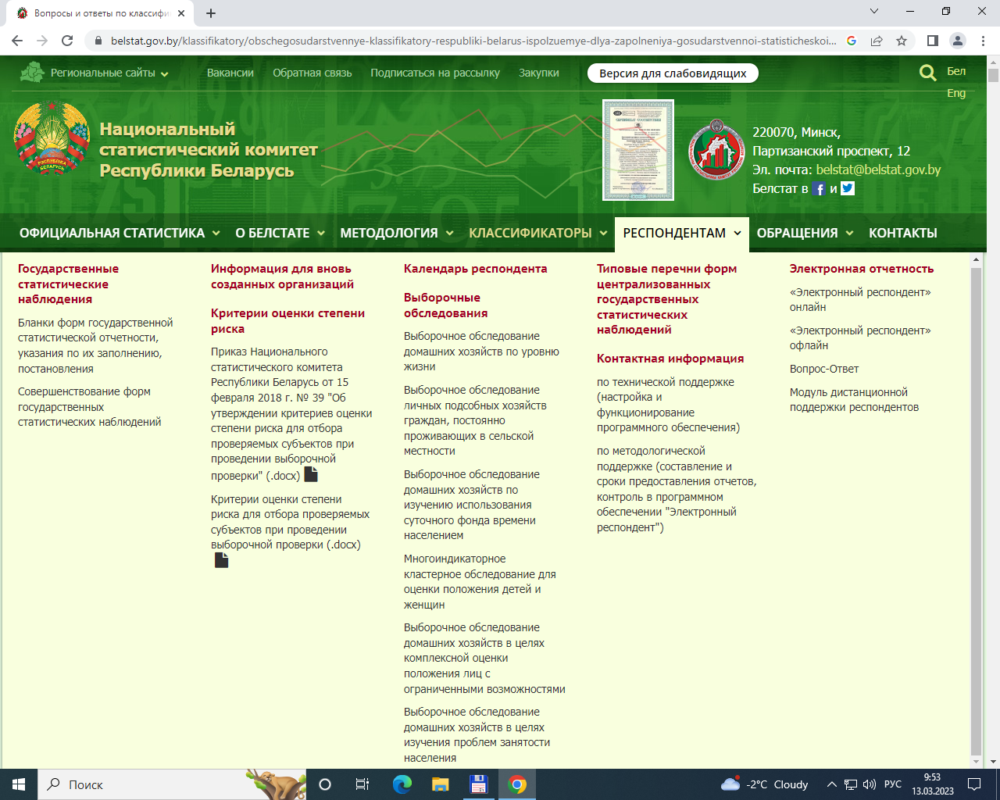 Вопросы и ответы по классифи
belstat.gov.by/klassifikatory/obschegosudarstvennye-klassifikatory-respubliki-belarus-ispolzuemye-dlya-zapolneniya-gosudarstvennoi-statisticheskoi...
Региональные сайты
Вакансии
Обратная связь
Подписаться на рассылку
Закупки
Версия для слабовидящих
Бел
Eng
Национальный
статистический комитет
Республики Беларусь
220070, Минск,
Партизанский проспект, 12
Эл. почта: belstat@belstat.gov.by
Белстат в и
ОФИЦИАЛЬНАЯ СТАТИСТИКА
О БЕЛСТАТЕ
МЕТОДОЛОГИЯ
КЛАССИФИКАТОРЫ
РЕСПОНДЕНТАМ
ОБРАЩЕНИЯ
КОНТАКТЫ
Государственные
статистические
наблюдения
Бланки форм государственной
статистической отчетности,
указания по их заполнению,
постановления
Совершенствование форм
государственных
статистических наблюдений
Информация для вновь
созданных организаций
Критерии оценки степени
риска
Приказ Национального
статистического комитета
Республики Беларусь от 15
февраля 2018 г. № 39 "Об
утверждении критериев оценки
степени риска для отбора
проверяемых субъектов при
проведении выборочной
проверки" (.docx)
Критерии оценки степени
риска для отбора проверяемых
субъектов при проведении
выборочной проверки (.docx)
Календарь респондента
Выборочные
обследования
Выборочное обследование
домашних хозяйств по уровню
жизни
Выборочное обследование
личных подсобных хозяйств
граждан, постоянно
проживающих в сельской
местности
Выборочное обследование
домашних хозяйств по
изучению использования
суточного фонда времени
населением
Многоиндикаторное
кластерное обследование для
оценки положения детей и
женщин
Выборочное обследование
домашних хозяйств в целях
комплексной оценки
положения лиц с
ограниченными возможностями
Выборочное обследование
домашних хозяйств в целях
изучения проблем занятости
населения
Типовые перечни форм
централизованных
государственных
статистических
наблюдений
Контактная информация
по технической поддержке
(настройка и
функционирование
программного обеспечения)
по методологической
поддержке (составление и
сроки предоставления отчетов,
контроль в программном
обеспечении "Электронный
респондент")
Электронная отчетность
«Электронный респондент»
онлайн
«Электронный респондент»
офлайн
Вопрос-Ответ
Модуль дистанционной
поддержки респондентов
Поиск
-2°C Cloudy
РУС
9:53
13.03.2023